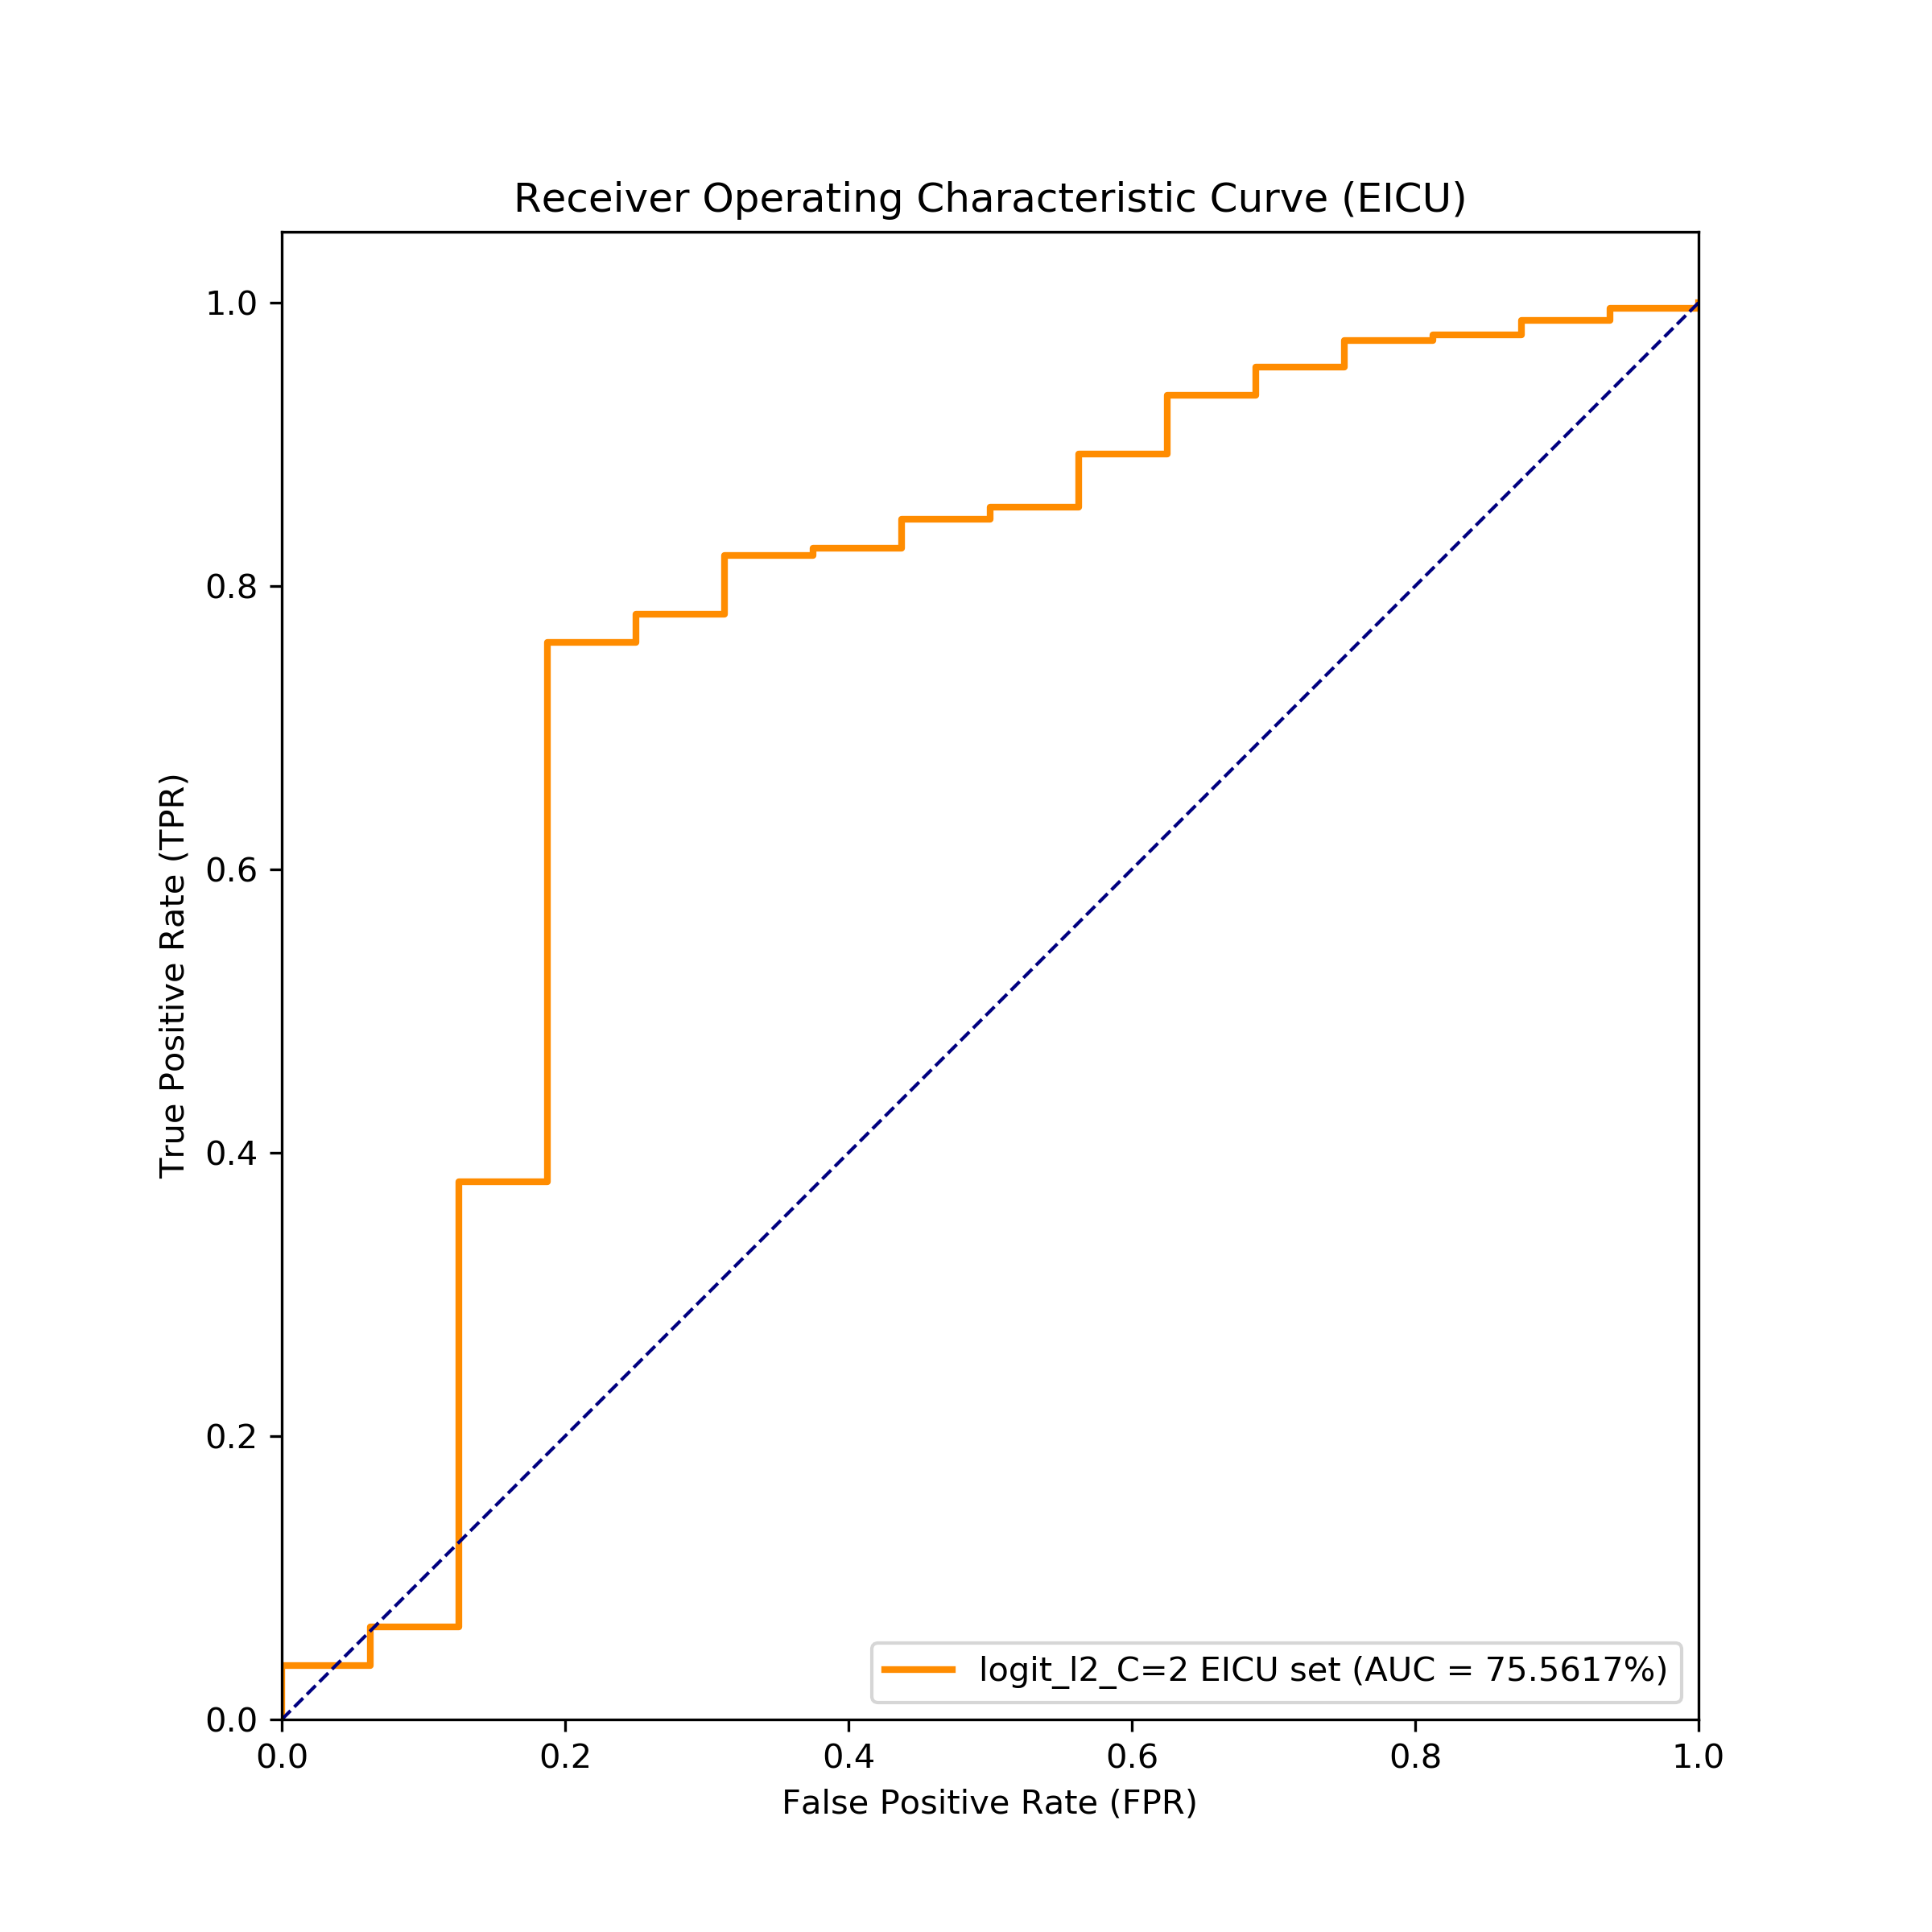 Receiver Operating Characteristic Curve (EICU)
1.0
0.8
0.6
0.4
0.2
0.0
True Positive Rate (TPR)
logit_l2_C=2 EICU set (AUC = 75.5617%)
0.0 0.2 0.4 0.6 0.8 1.0
False Positive Rate (FPR)